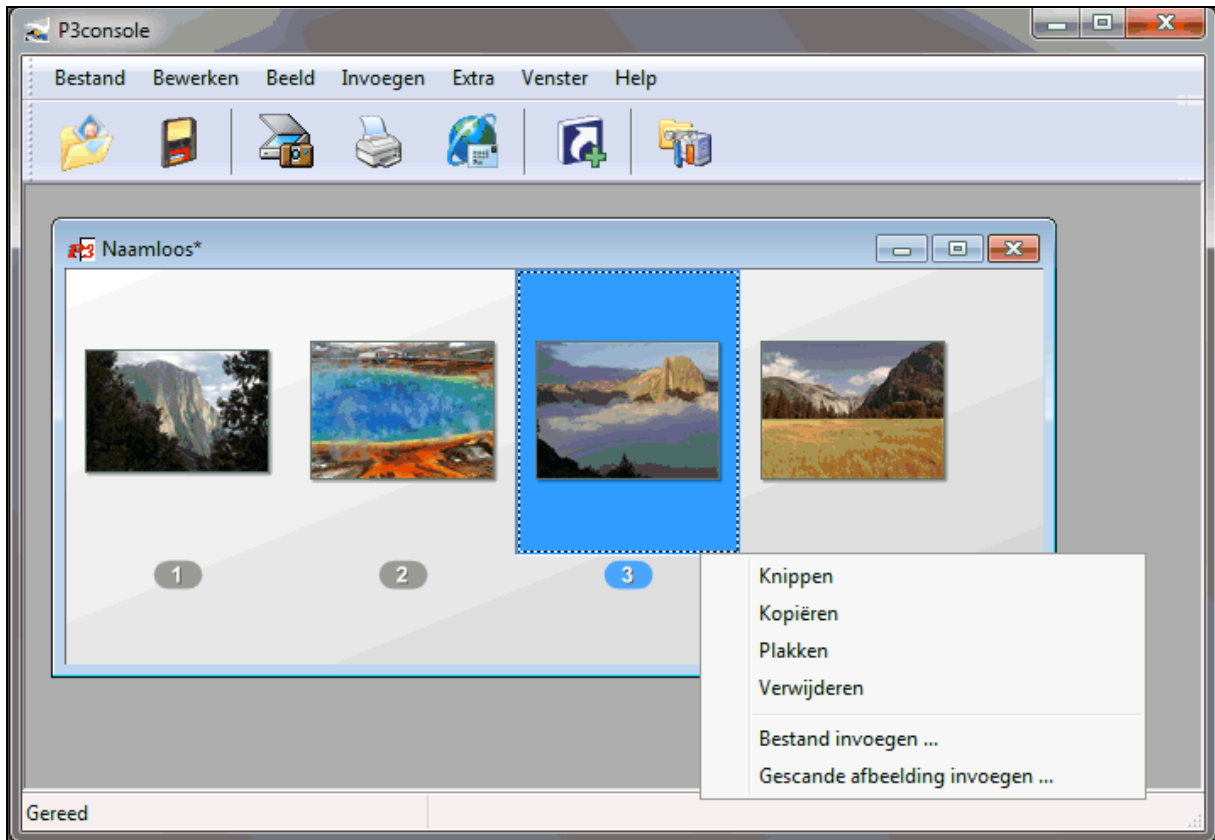 P3console
Bestand Bewerken Beeld Invoegen Extra Venster Help
P3 Naamloos*
1 2 3
Knippen
Kopiëren
Plakken
Verwijderen
Bestand invoegen ...
Gescande afbeelding invoegen ...
Gereed